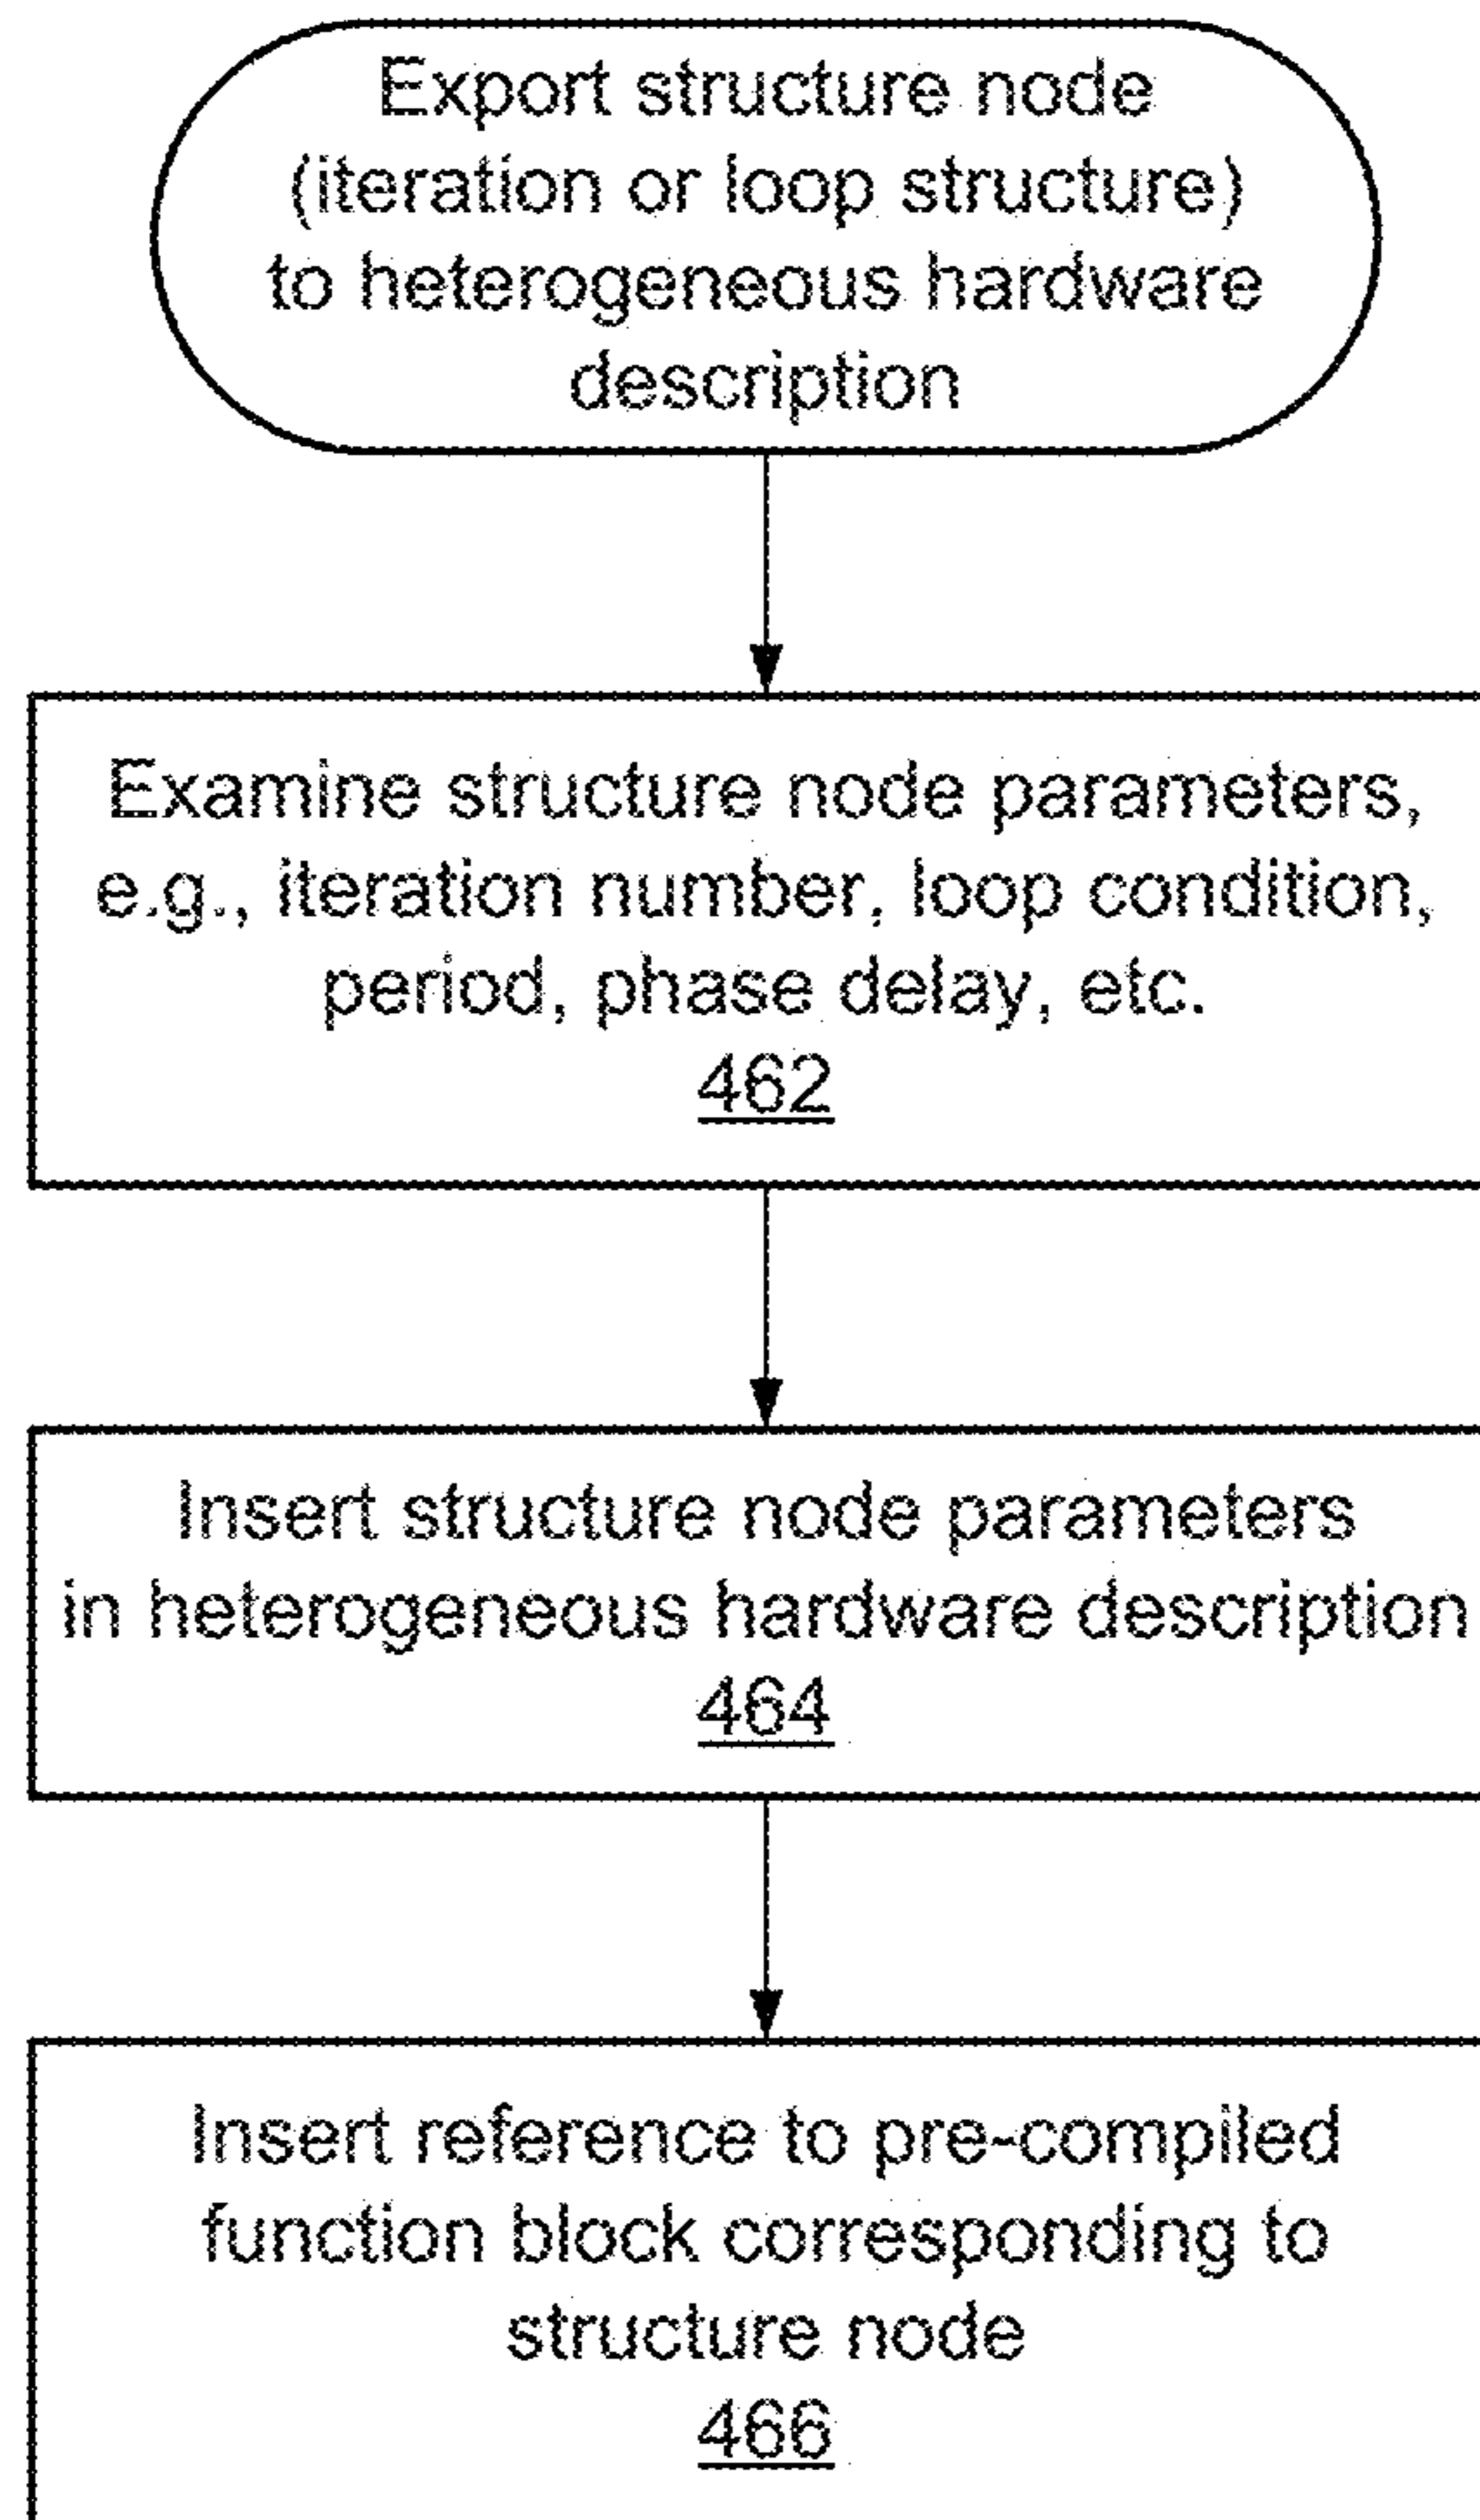 Export structure node
(iteration or loop structure)
to heterogeneous hardware
description
Examine structure node parameters,
e.g., iteration number, loop condition,
period, phase delay, etc.
462
Insert structure node parameters
in heterogeneous hardware description
464
Insert reference to pre-compiled
function block corresponding to
structure node
466